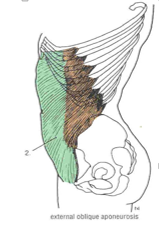 2.
external oblique aponeurosis